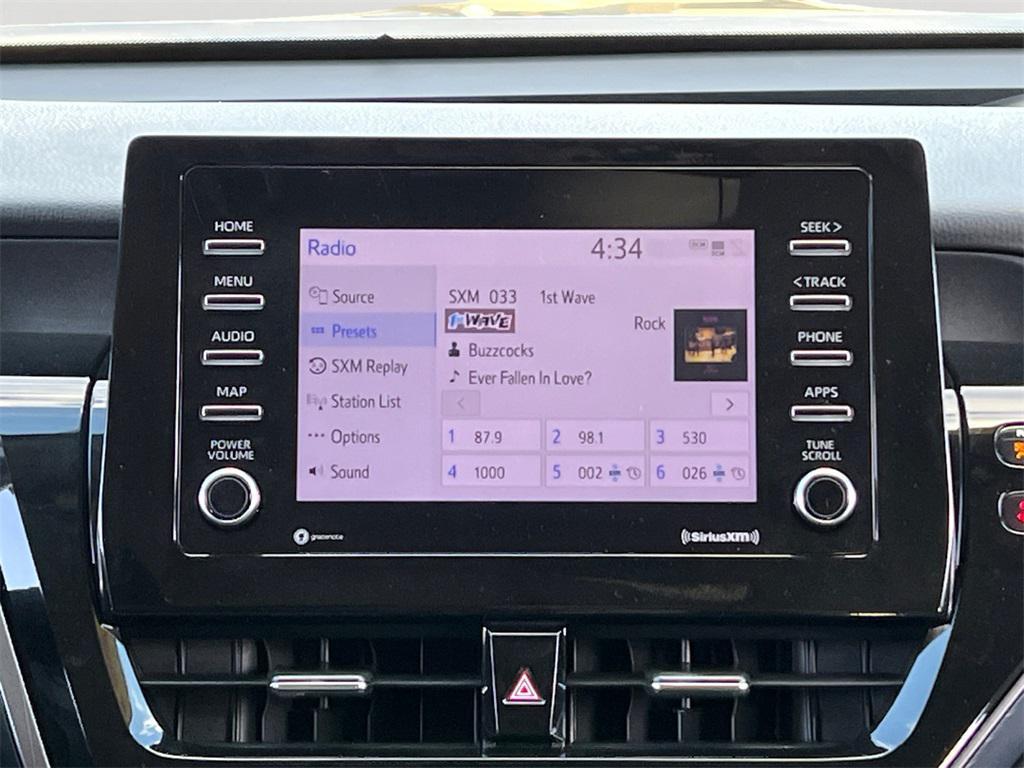 HOME
MENU
AUDIO
MAP
POWER
VOLUME
Radio
4:34
Source
Presets
SXM Replay
Station List
Options
Sound
SXM 033 1st Wave
1st WAVE
Rock
Buzzcocks
Ever Fallen In Love?
<
>
1 87.9
2 98.1
3 530
4 1000
5 002
6 026
SEEK >
< TRACK
PHONE
APPS
TUNE
SCROLL
gracenote
((SiriusXM))